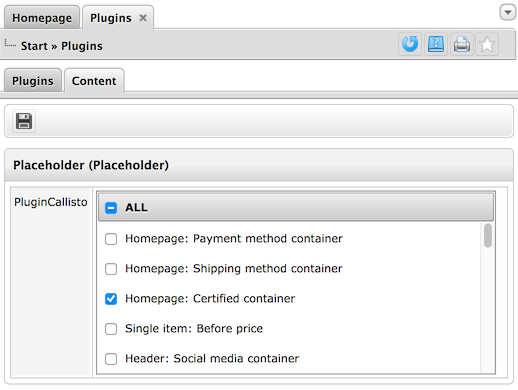 Homepage Plugins
Start » Plugins
Plugins Content
Placeholder (Placeholder)
PluginCallisto
ALL
Homepage: Payment method container
Homepage: Shipping method container
Homepage: Certified container
Single item: Before price
Header: Social media container